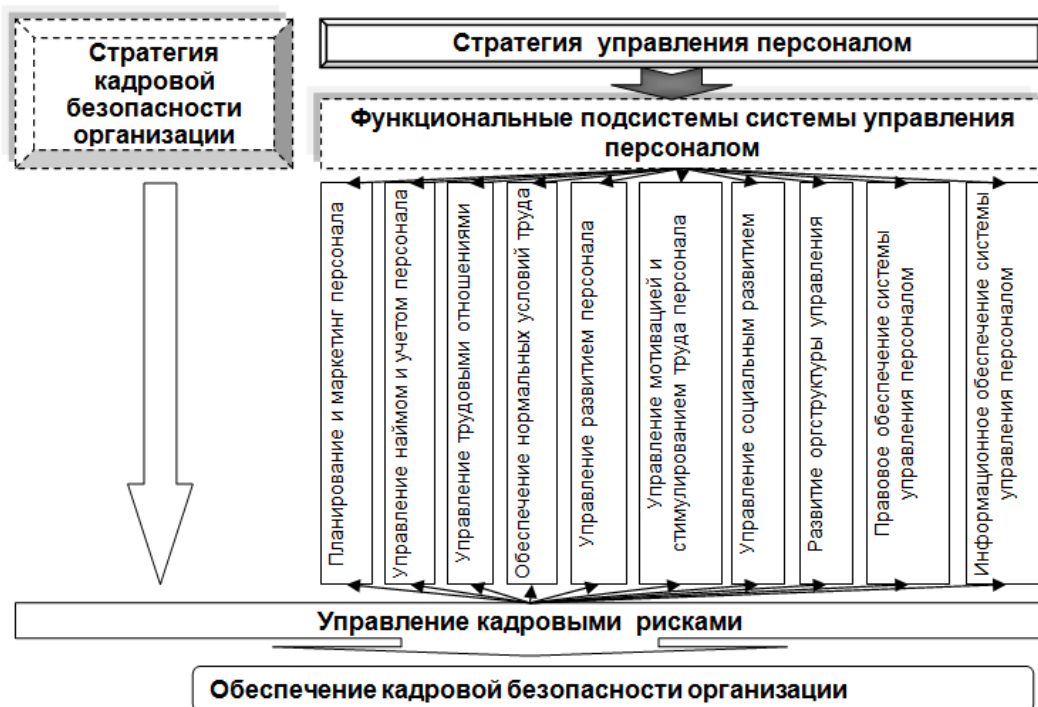 Стратегия
кадровой
безопасности
организации
Стратегия управления персоналом
Функциональные подсистемы системы управления
персоналом
Планирование и маркетинг персонала
Управление наймом и учетом персонала
Управление трудовыми отношениями
Обеспечение нормальных условий труда
Управление развитием персонала
Управление мотивацией и
стимулированием труда персонала
Управление социальным развитием
Развитие оргструктуры управления
Правовое обеспечение системы
управления персоналом
Информационное обеспечение системы
управления персоналом
Управление кадровыми рисками
Обеспечение кадровой безопасности организации